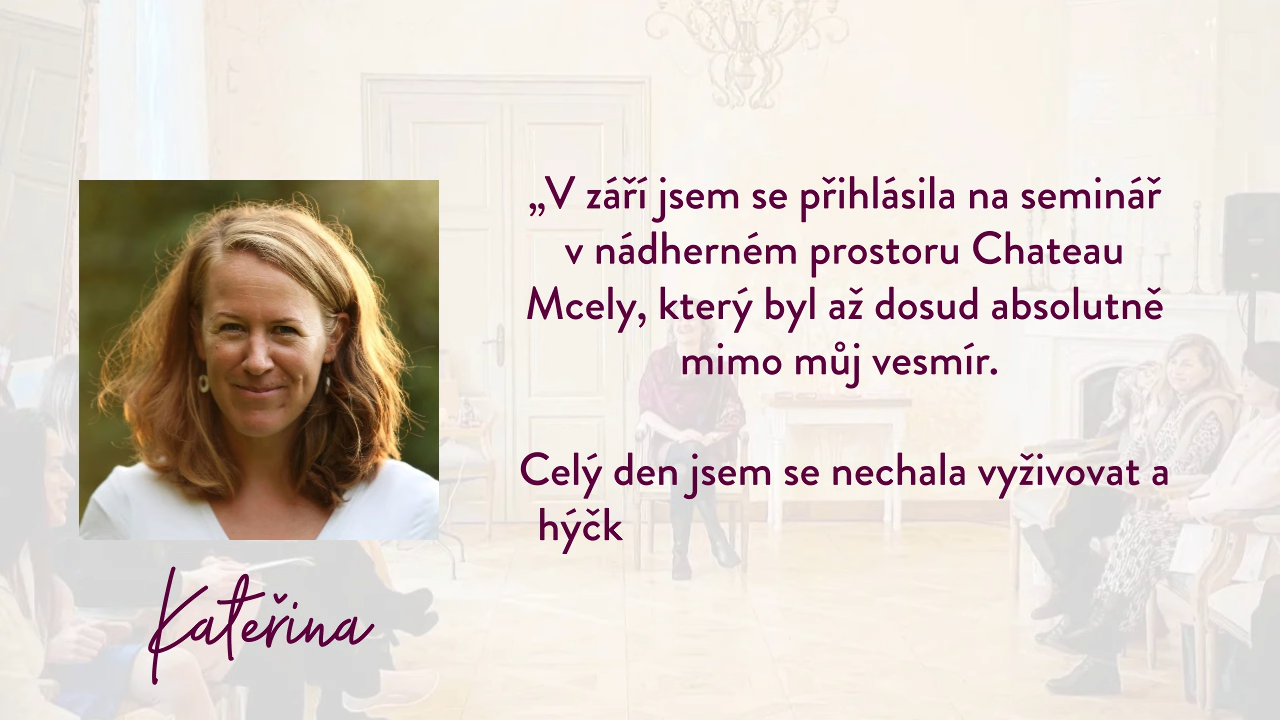 „V září jsem se přihlásila na seminář
v nádherném prostoru Chateau
Mcely, který byl až dosud absolutně
mimo můj vesmír.
Celý den jsem se nechala vyživovat a
hýčk
Kateřina